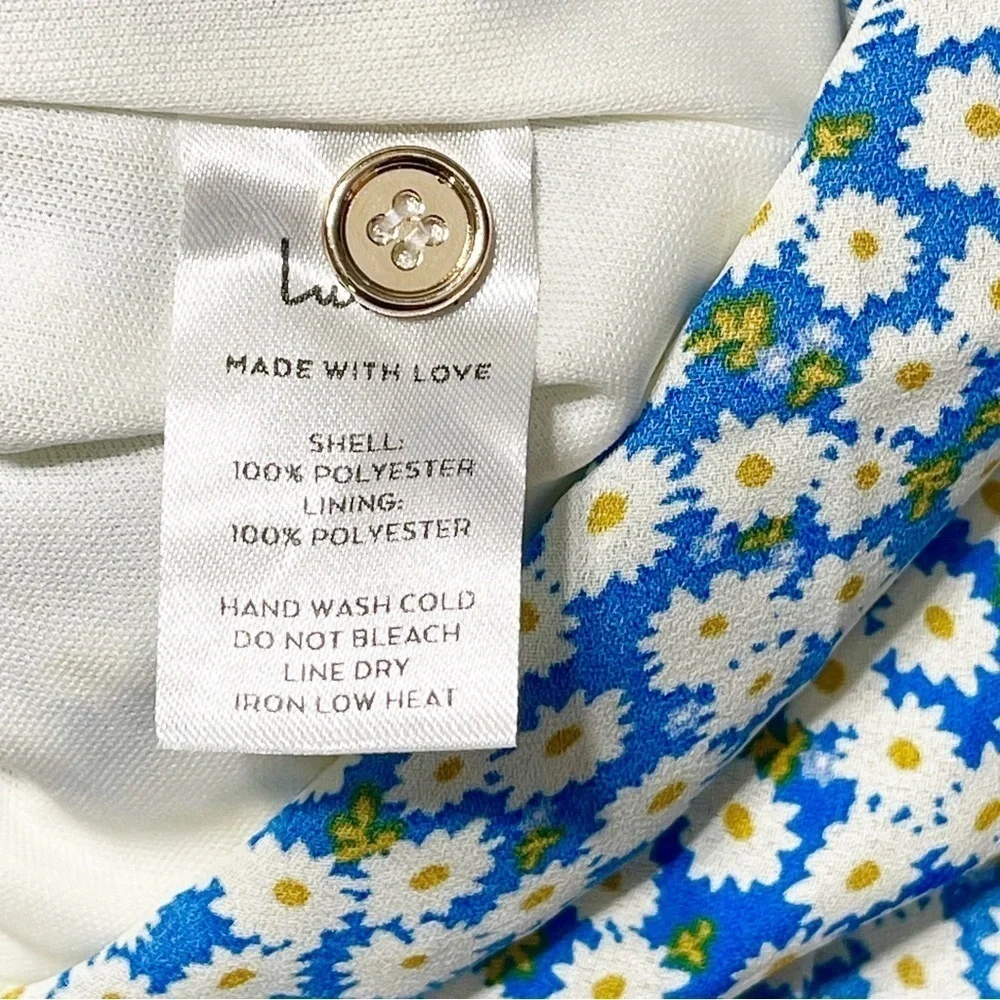 MADE WITH LOVE
SHELL:
100% POLYESTER
LINING:
100% POLYESTER
HAND WASH COLD
DO NOT BLEACH
LINE DRY
IRON LOW HEAT